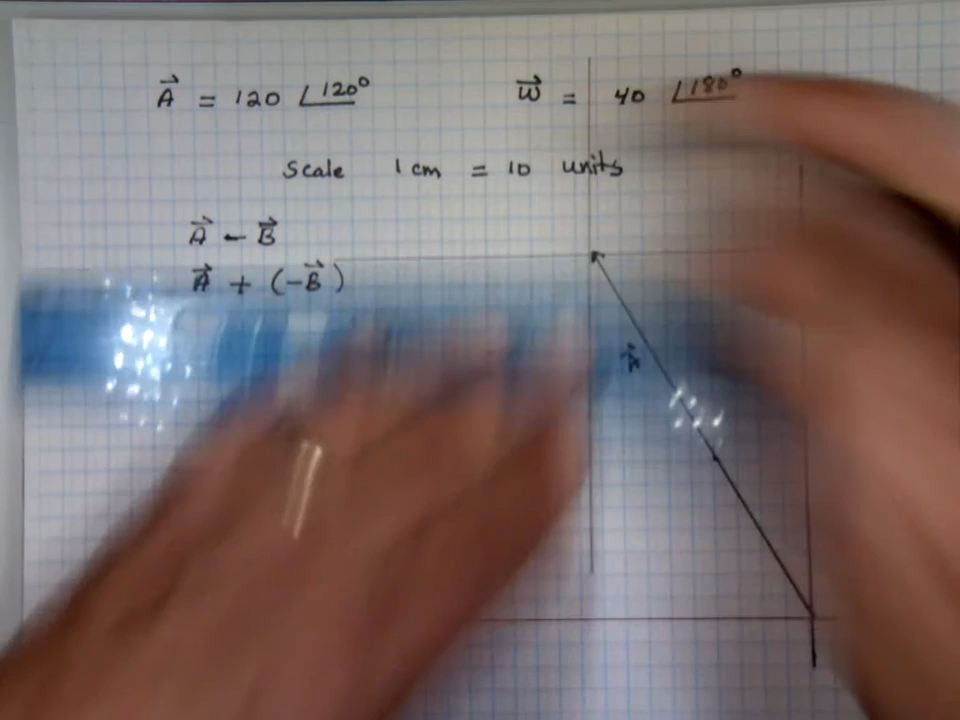 A⃗ = 120 ∠120° W⃗ = 40 ∠180°
Scale 1 cm = 10 units
A⃗ - B⃗
A⃗ + (-B⃗)
A⃗